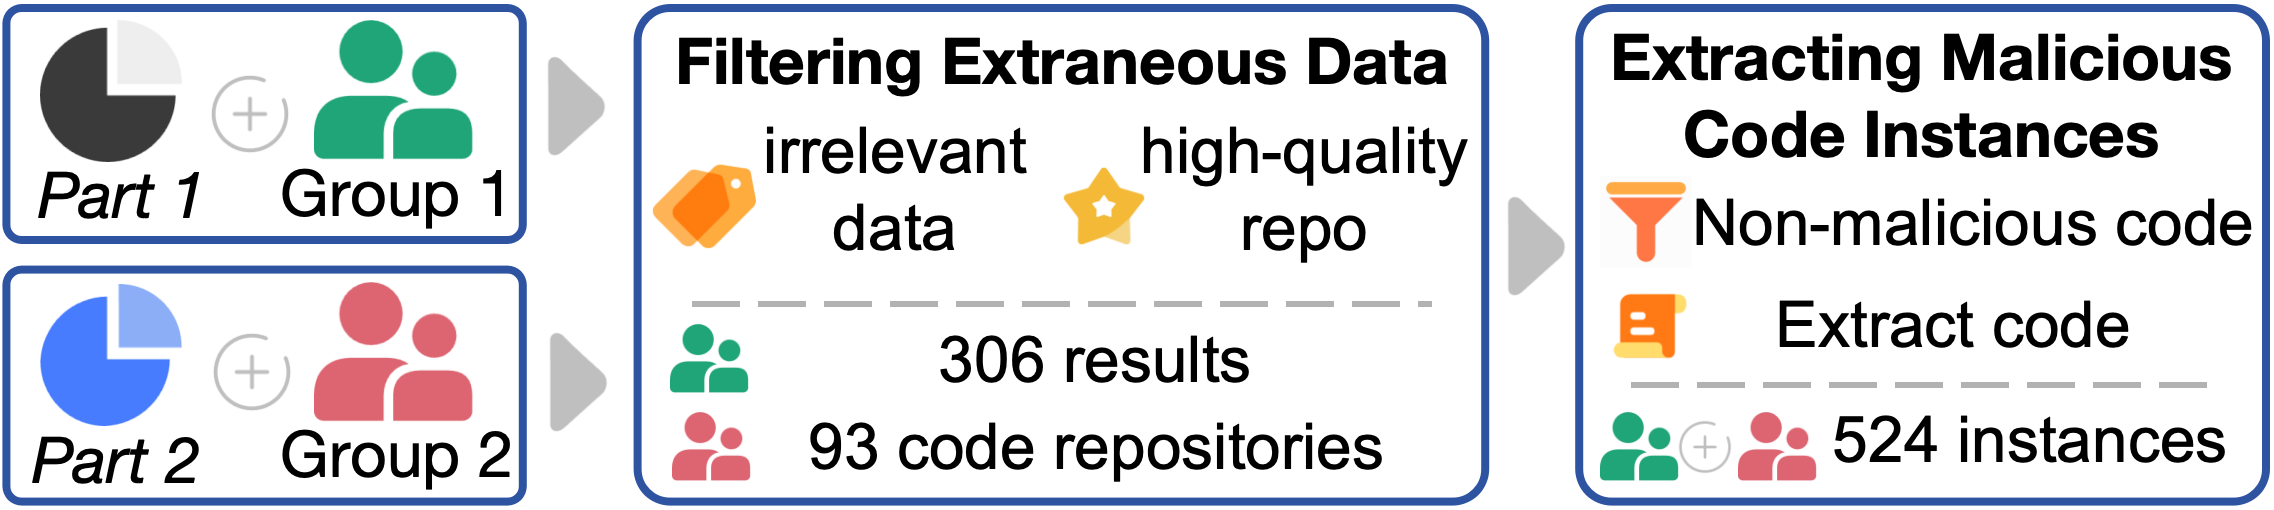 Part 1
Group 1
Part 2
Group 2
Filtering Extraneous Data
irrelevant
data
high-quality
repo
306 results
93 code repositories
Extracting Malicious
Code Instances
Non-malicious code
Extract code
524 instances